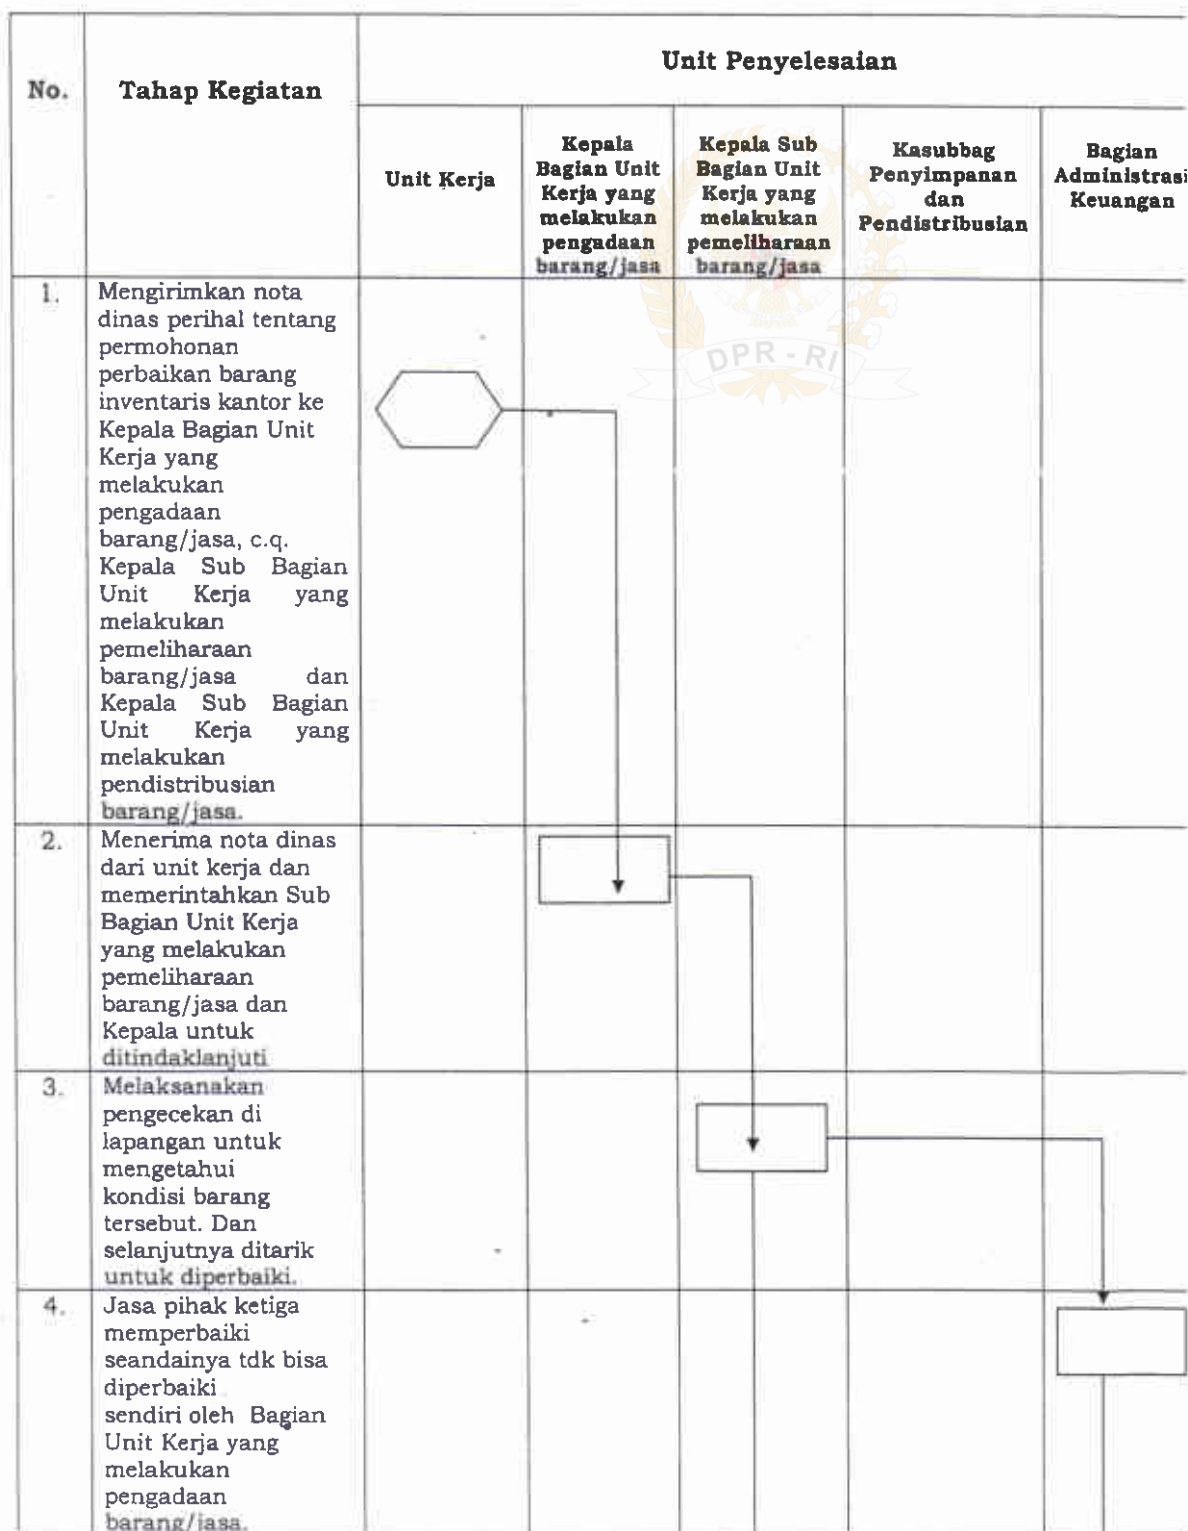 No.
Tahap Kegiatan
Unit Penyelesaian
Unit Kerja
Kepala
Bagian Unit
Kerja yang
melakukan
pengadaan
barang/jasa
Kepala Sub
Bagian Unit
Kerja yang
melakukan
pemeliharaan
barang/jasa
Kasubbag
Penyimpanan
dan
Pendistribusian
Bagian
Administrasi
Keuangan
DPR - RI
1.
Mengirimkan nota
dinas perihal tentang
permohonan
perbaikan barang
inventaris kantor ke
Kepala Bagian Unit
Kerja yang
melakukan
pengadaan
barang/jasa, c.q.
Kepala Sub Bagian
Unit Kerja yang
melakukan
pemeliharaan
barang/jasa dan
Kepala Sub Bagian
Unit Kerja yang
melakukan
pendistribusian
barang/jasa.
2.
Menerima nota dinas
dari unit kerja dan
memerintahkan Sub
Bagian Unit Kerja
yang melakukan
pemeliharaan
barang/jasa dan
Kepala untuk
ditindaklanjuti
3.
Melaksanakan
pengecekan di
lapangan untuk
mengetahui
kondisi barang
tersebut. Dan
selanjutnya ditarik
untuk diperbaiki.
4.
Jasa pihak ketiga
memperbaiki
seandainya tdk bisa
diperbaiki
sendiri oleh Bagian
Unit Kerja yang
melakukan
pengadaan
barang/jasa.